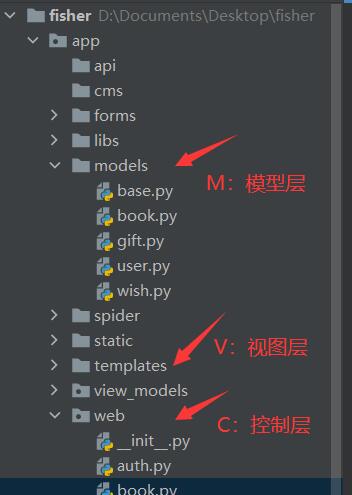 fisher D:\Documents\Desktop\fisher
app
api
cms
forms
libs
models
M：模型层
base.py
book.py
gift.py
user.py
wish.py
spider
static
V：视图层
templates
view_models
web
C：控制层
__init__.py
auth.py
book.py